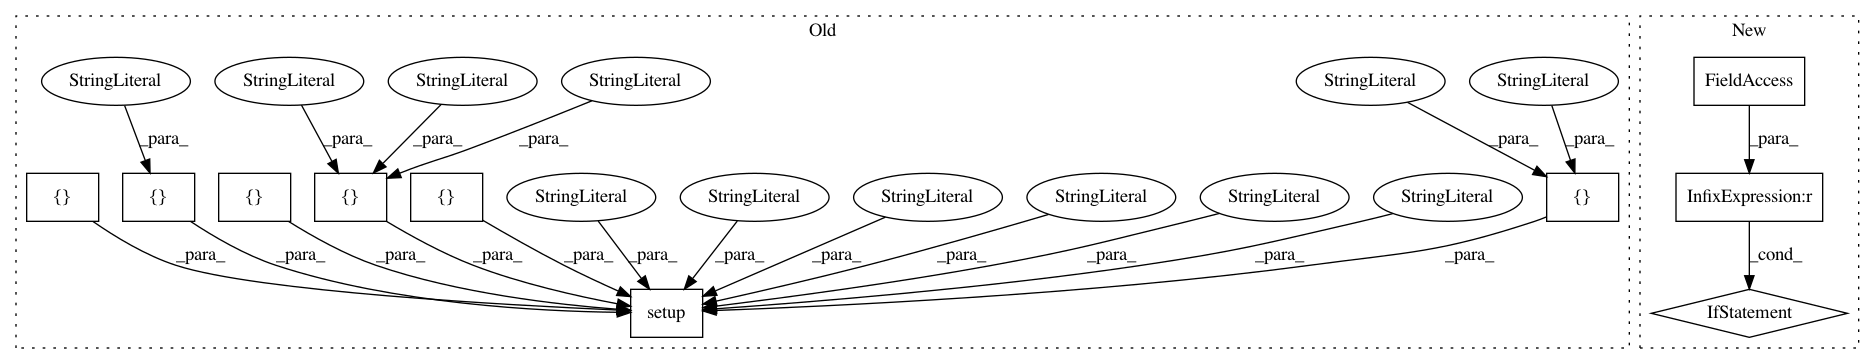 Old
New
StringLiteral StringLiteral StringLiteral StringLiteral StringLiteral StringLiteral FieldAccess
_para_ _para_ _para_ _para_ _para_ _para_ _para_
{} {} {} {} {} StringLiteral StringLiteral StringLiteral StringLiteral StringLiteral StringLiteral {} InfixExpression:r
_para_ _para_ _para_ _para_ _para_ _para_ _para_ _para_ _para_ _para_ _para_ _para_ _cond_
setup IfStatement